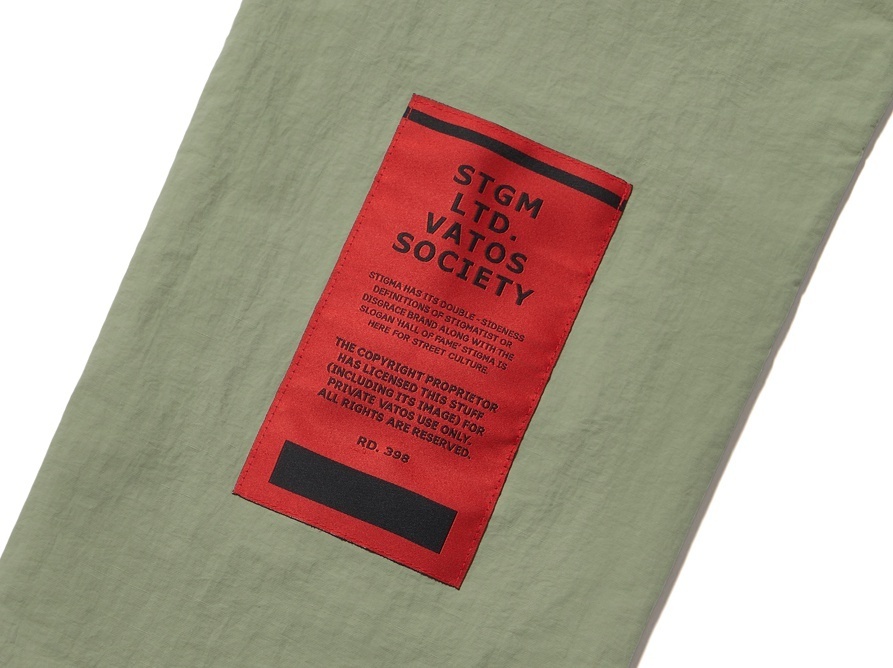 STGM
LTD.
VATOS
SOCIETY
STIGMA HAS ITS DOUBLE - SIDENESS
DEFINITIONS OF STIGMATIST OR
DISGRACE BRAND ALONG WITH THE
SLOGAN 'HALL OF FAME' STIGMA IS
HERE FOR STREET CULTURE.
THE COPYRIGHT PROPRIETOR
HAS LICENSED THIS STUFF
(INCLUDING ITS IMAGE) FOR
PRIVATE VATOS USE ONLY.
ALL RIGHTS ARE RESERVED.
RD. 398